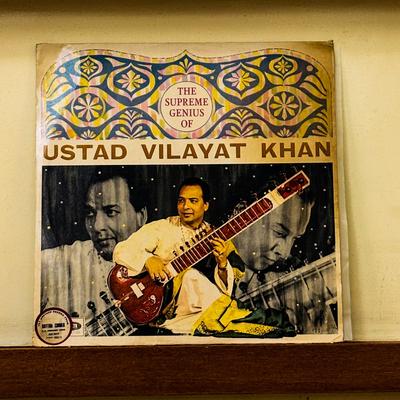 THE
SUPREME
GENIUS
OF
USTAD VILAYAT KHAN